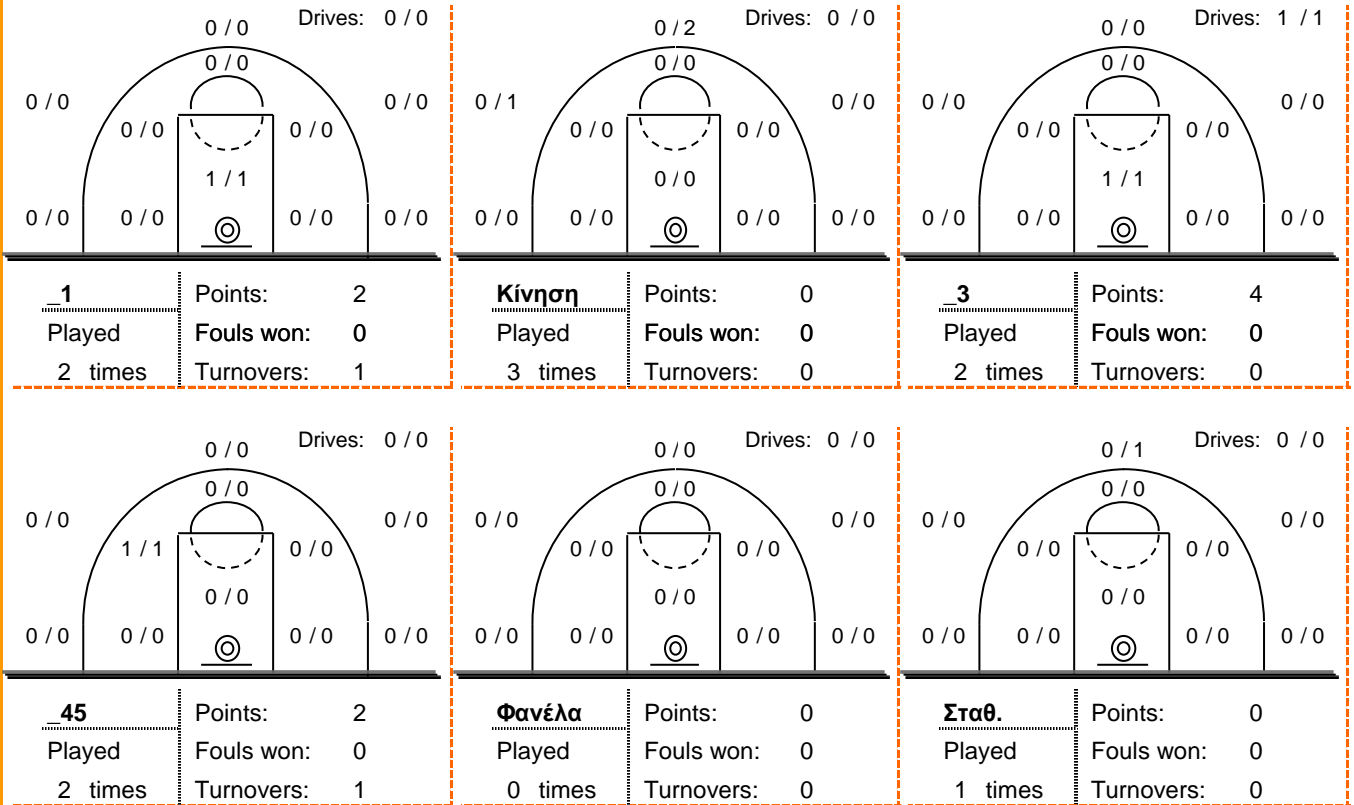 Drives: 0 / 0
0 / 0
0 / 0
0 / 0 0 / 0
0 / 0 0 / 0
1 / 1
0 / 0 0 / 0 0 / 0 0 / 0
_1 Points: 2
Played Fouls won: 0
2 times Turnovers: 1
Drives: 0 / 0
0 / 2
0 / 0
0 / 1 0 / 0
0 / 0 0 / 0
0 / 0
0 / 0 0 / 0 0 / 0 0 / 0
Κίνηση Points: 0
Played Fouls won: 0
3 times Turnovers: 0
Drives: 1 / 1
0 / 0
0 / 0
0 / 0 0 / 0
0 / 0 0 / 0
1 / 1
0 / 0 0 / 0 0 / 0 0 / 0
_3 Points: 4
Played Fouls won: 0
2 times Turnovers: 0
Drives: 0 / 0
0 / 0
0 / 0
0 / 0 0 / 0
1 / 1 0 / 0
0 / 0
0 / 0 0 / 0 0 / 0 0 / 0
_45 Points: 2
Played Fouls won: 0
2 times Turnovers: 1
Drives: 0 / 0
0 / 0
0 / 0
0 / 0 0 / 0
0 / 0 0 / 0
0 / 0
0 / 0 0 / 0 0 / 0 0 / 0
Φανέλα Points: 0
Played Fouls won: 0
0 times Turnovers: 0
Drives: 0 / 0
0 / 1
0 / 0
0 / 0 0 / 0
0 / 0 0 / 0
0 / 0
0 / 0 0 / 0 0 / 0 0 / 0
Σταθ. Points: 0
Played Fouls won: 0
1 times Turnovers: 0